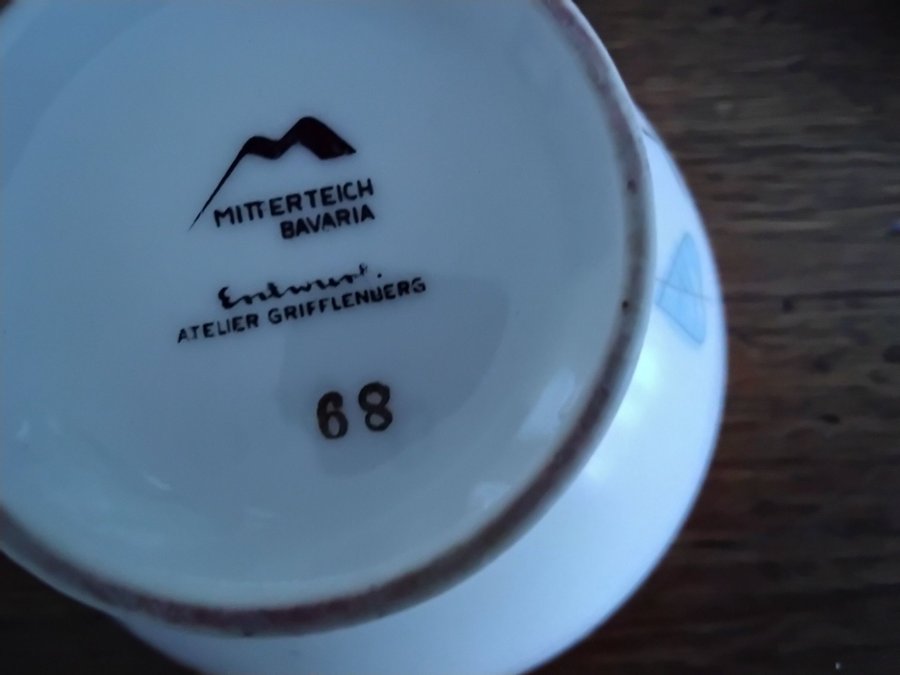 MITTERTEICH
BAVARIA
Entwurf.
ATELIER GRIFFLENBERG
68